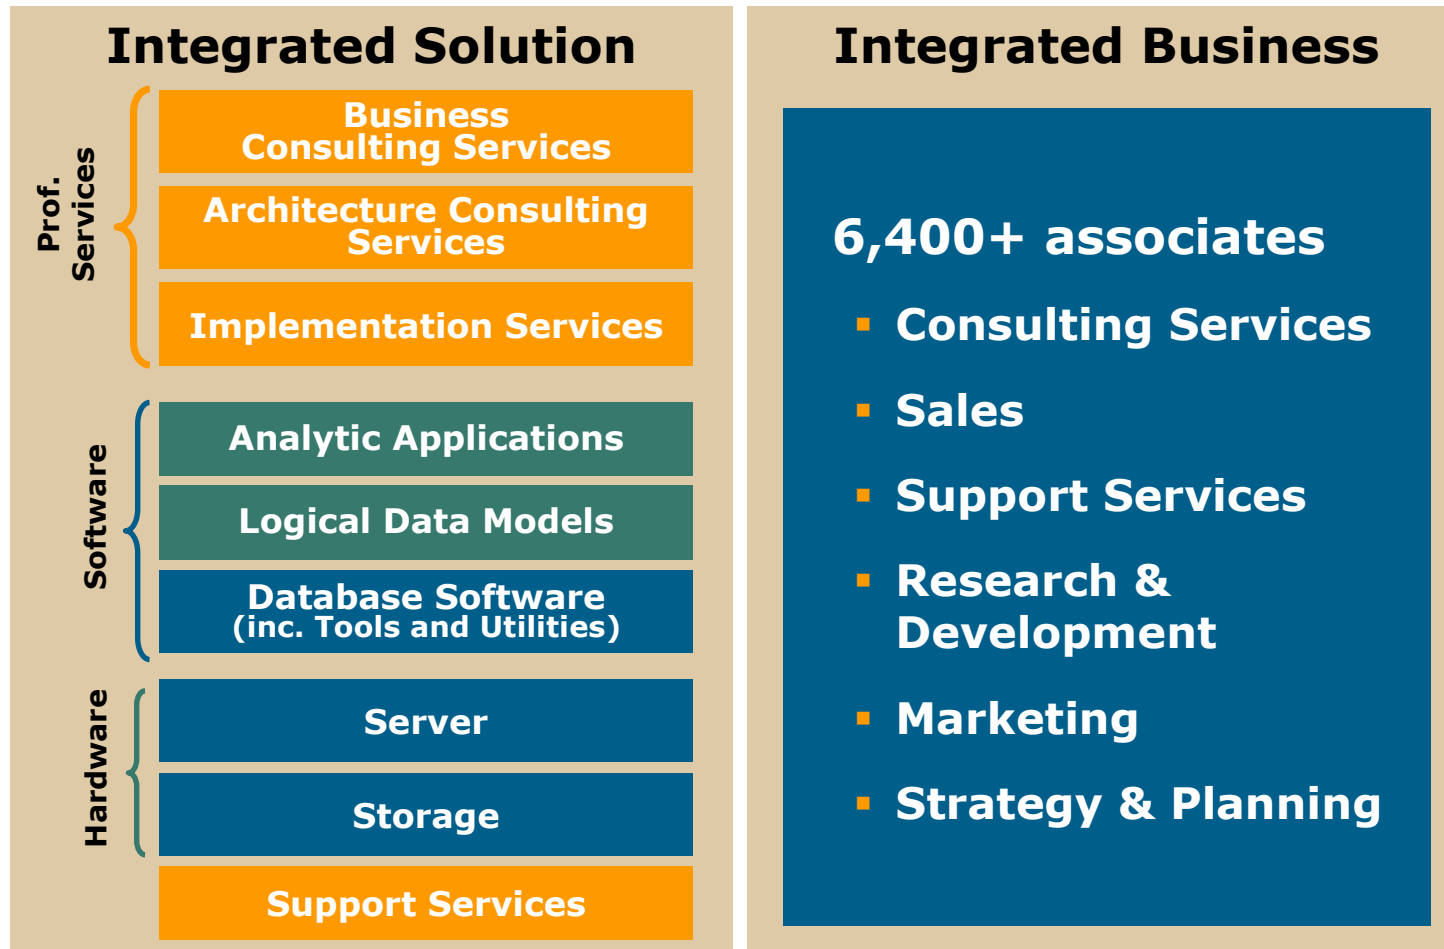 Integrated Solution
Prof.
Services
Business
Consulting Services
Architecture Consulting
Services
Implementation Services
Software
Analytic Applications
Logical Data Models
Database Software
(inc. Tools and Utilities)
Hardware
Server
Storage
Support Services
Integrated Business
6,400+ associates
Consulting Services
Sales
Support Services
Research &
Development
Marketing
Strategy & Planning